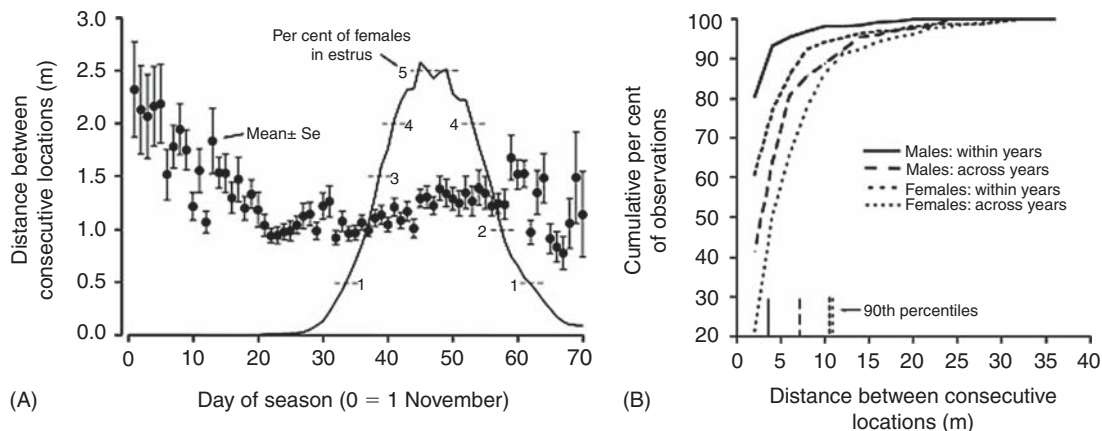 Distance between
consecutive locations (m)
3.0
2.5
2.0
1.5
1.0
0.5
0.0
Per cent of females
in estrus
Mean± Se
5
4
4
3
2
1
1
0 10 20 30 40 50 60 70
Day of season (0 = 1 November)
(A)
Cumulative per cent
of observations
100
90
80
70
60
50
40
30
20
Males: within years
Males: across years
Females: within years
Females: across years
90th percentiles
0 5 10 15 20 25 30 35 40
Distance between consecutive
locations (m)
(B)